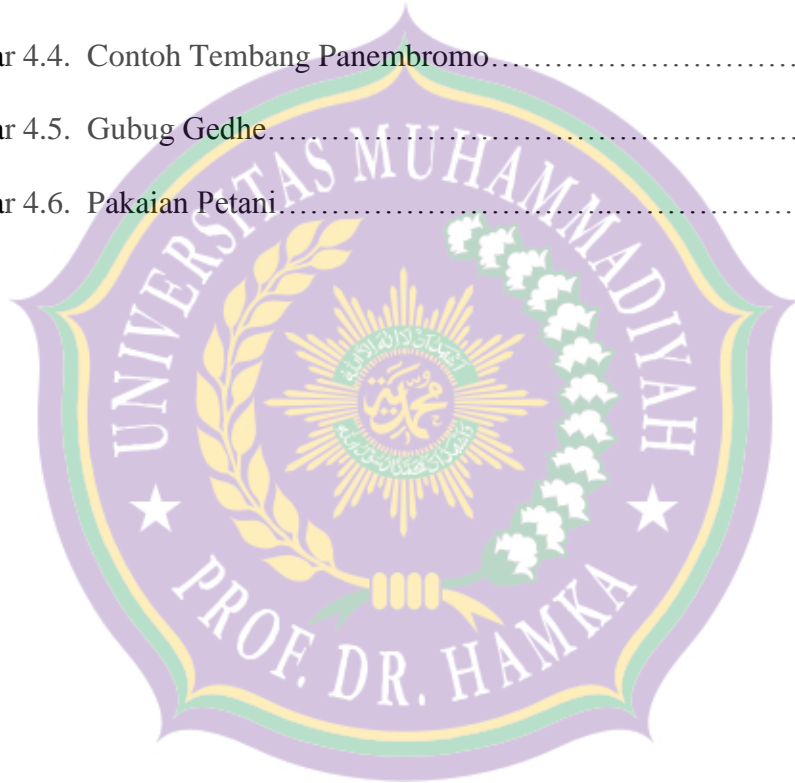 ar 4.4. Contoh Tembang Panembromo……………………………
ar 4.5. Gubug Gedhe……………………………………………………
ar 4.6. Pakaian Petani……………………………..…………………
UNIVERSITAS MUHAMMADIYAH
محمدية
PROF. DR. HAMKA